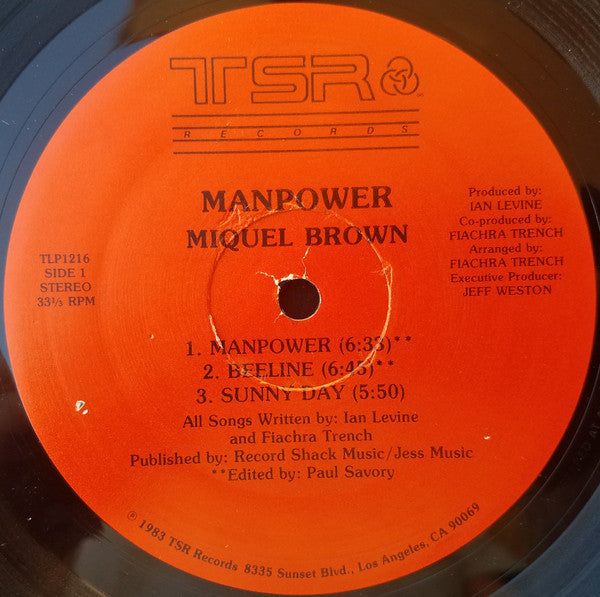 TSR
RECORDS
MANPOWER
MIQUEL BROWN
Produced by:
IAN LEVINE
Co-produced by:
FIACHRA TRENCH
Arranged by:
FIACHRA TRENCH
Executive Producer:
JEFF WESTON
TLP1216
SIDE 1
STEREO
33⅓ RPM
1. MANPOWER (6:33)**
2. BEELINE (6:45)**
3. SUNNY DAY (5:50)
All Songs Written by: Ian Levine
and Fiachra Trench
Published by: Record Shack Music/Jess Music
**Edited by: Paul Savory
℗ 1983 TSR Records 8335 Sunset Blvd., Los Angeles, CA 90069